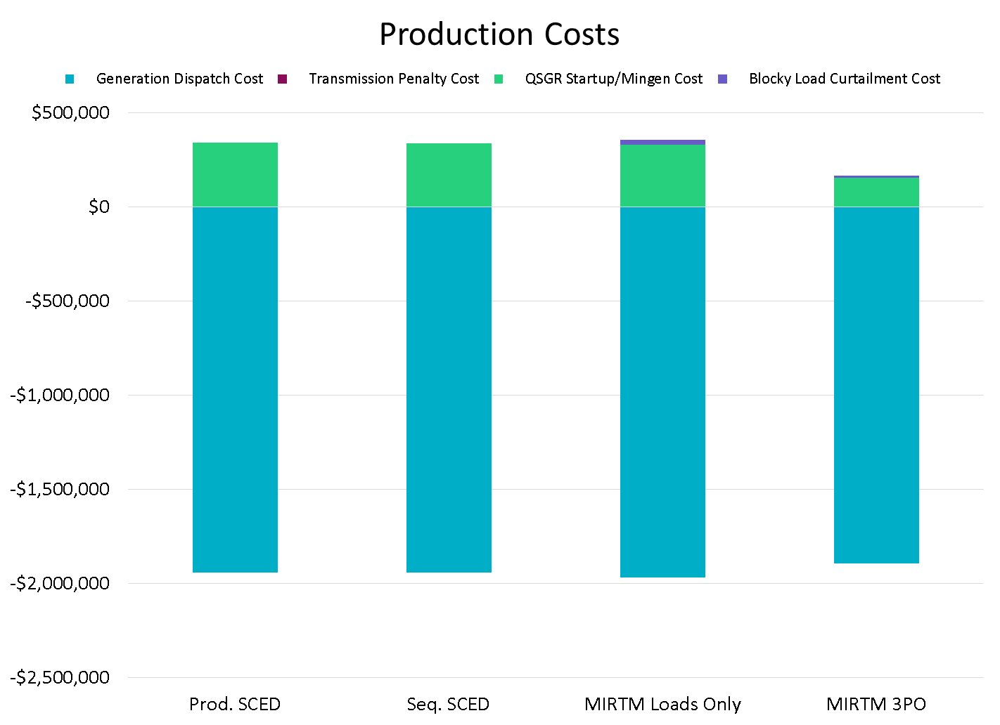 Production Costs
Generation Dispatch Cost Transmission Penalty Cost QSGR Startup/Mingen Cost Blocky Load Curtailment Cost
$500,000
$0
-$500,000
-$1,000,000
-$1,500,000
-$2,000,000
-$2,500,000
Prod. SCED Seq. SCED MIRTM Loads Only MIRTM 3PO